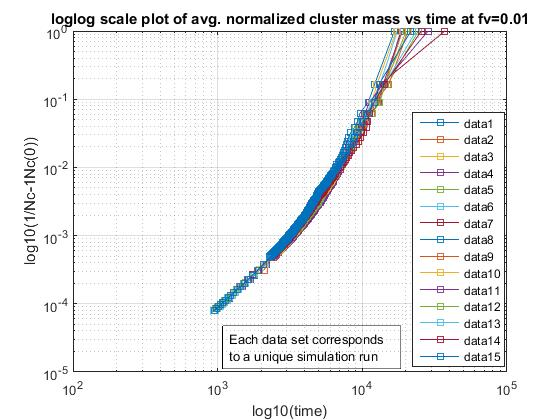 loglog scale plot of avg. normalized cluster mass vs time at fv=0.01
10^0
10^-1
10^-2
10^-3
10^-4
10^-5
log10(1/Nc-1Nc(0))
data1
data2
data3
data4
data5
data6
data7
data8
data9
data10
data11
data12
data13
data14
data15
Each data set corresponds
to a unique simulation run
10^2
10^3
10^4
10^5
log10(time)